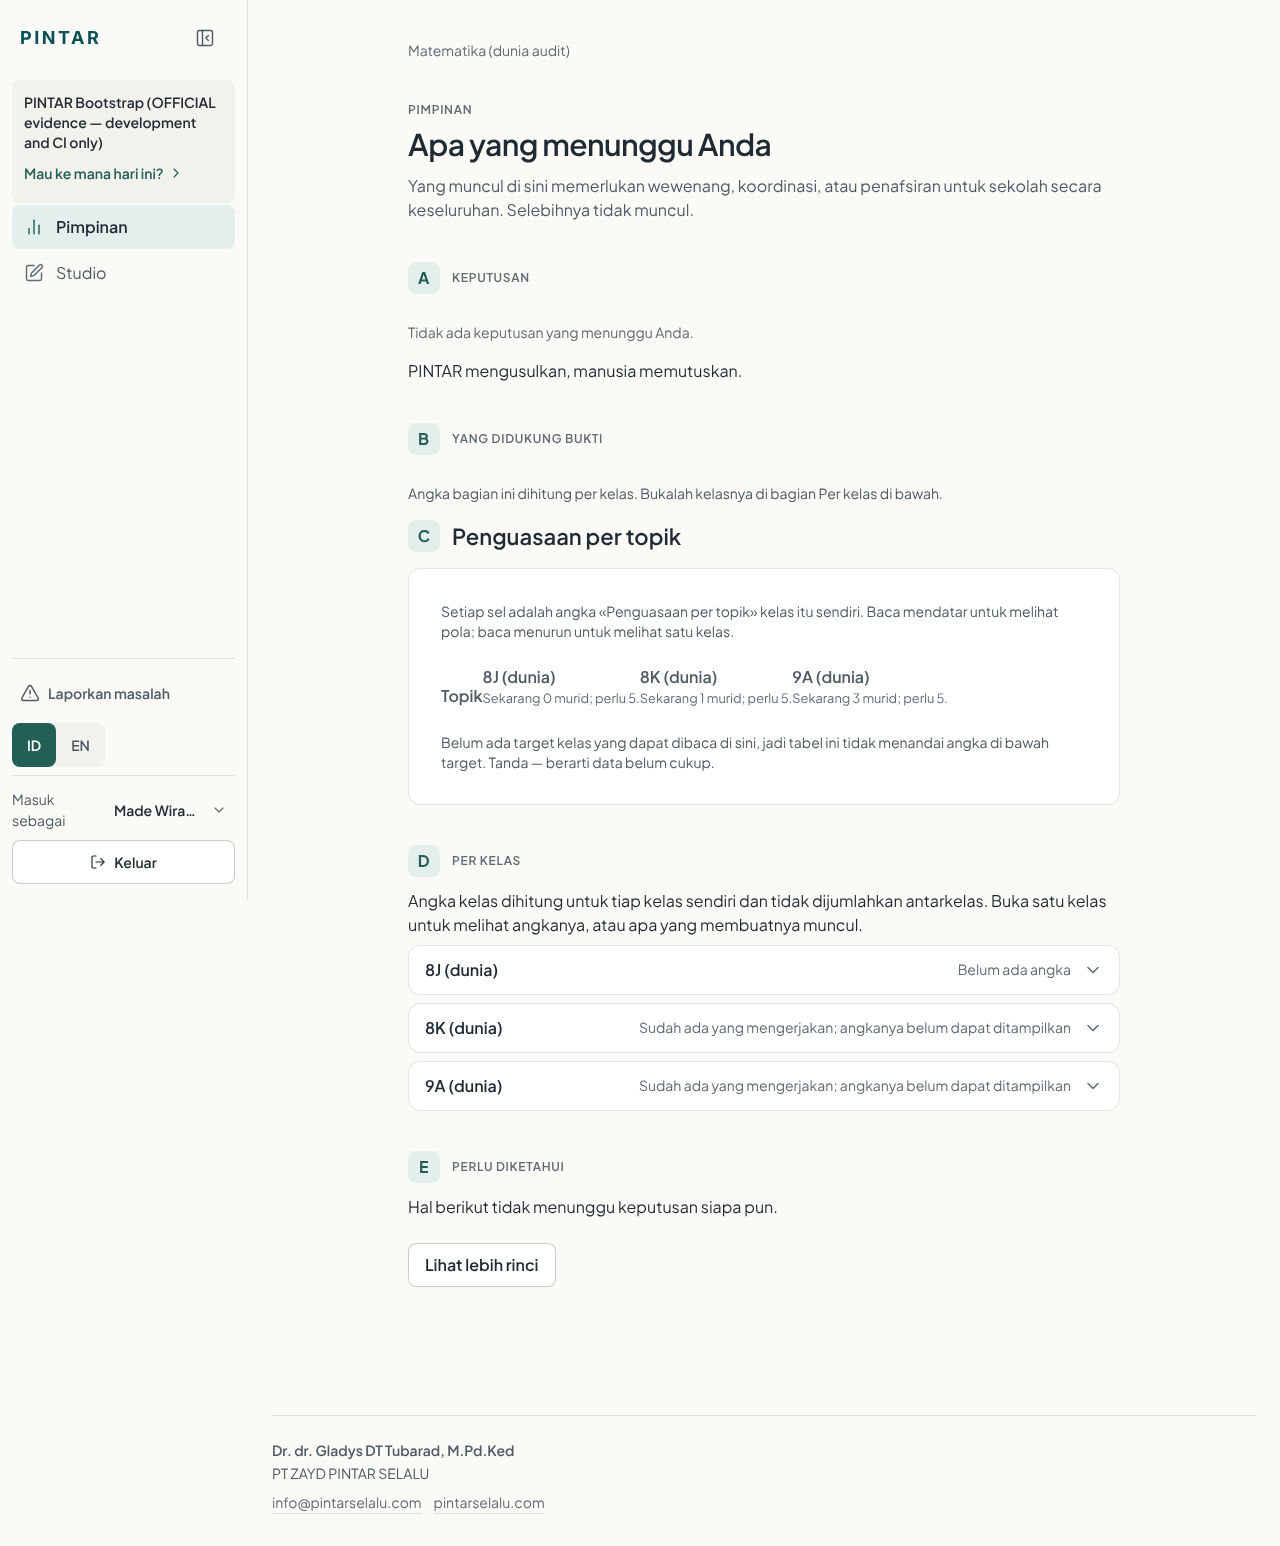 PINTAR
PINTAR Bootstrap (OFFICIAL
evidence — development
and CI only)
Mau ke mana hari ini?
Pimpinan
Studio
Laporkan masalah
ID EN
Masuk
sebagai
Made Wira...
Keluar
Matematika (dunia audit)
PIMPINAN
Apa yang menunggu Anda
Yang muncul di sini memerlukan wewenang, koordinasi, atau penafsiran untuk sekolah secara
keseluruhan. Selebihnya tidak muncul.
A KEPUTUSAN
Tidak ada keputusan yang menunggu Anda.
PINTAR mengusulkan, manusia memutuskan.
B YANG DIDUKUNG BUKTI
Angka bagian ini dihitung per kelas. Bukalah kelasnya di bagian Per kelas di bawah.
C Penguasaan per topik
Setiap sel adalah angka «Penguasaan per topik» kelas itu sendiri. Baca mendatar untuk melihat
pola; baca menurun untuk melihat satu kelas.
8J (dunia) 8K (dunia) 9A (dunia)
Topik Sekarang 0 murid; perlu 5. Sekarang 1 murid; perlu 5. Sekarang 3 murid; perlu 5.
Belum ada target kelas yang dapat dibaca di sini, jadi tabel ini tidak menandai angka di bawah
target. Tanda — berarti data belum cukup.
D PER KELAS
Angka kelas dihitung untuk tiap kelas sendiri dan tidak dijumlahkan antarkelas. Buka satu kelas
untuk melihat angkanya, atau apa yang membuatnya muncul.
8J (dunia) Belum ada angka
8K (dunia) Sudah ada yang mengerjakan; angkanya belum dapat ditampilkan
9A (dunia) Sudah ada yang mengerjakan; angkanya belum dapat ditampilkan
E PERLU DIKETAHUI
Hal berikut tidak menunggu keputusan siapa pun.
Lihat lebih rinci
Dr. dr. Gladys DT Tubarad, M.Pd.Ked
PT ZAYD PINTAR SELALU
info@pintarselalu.com pintarselalu.com